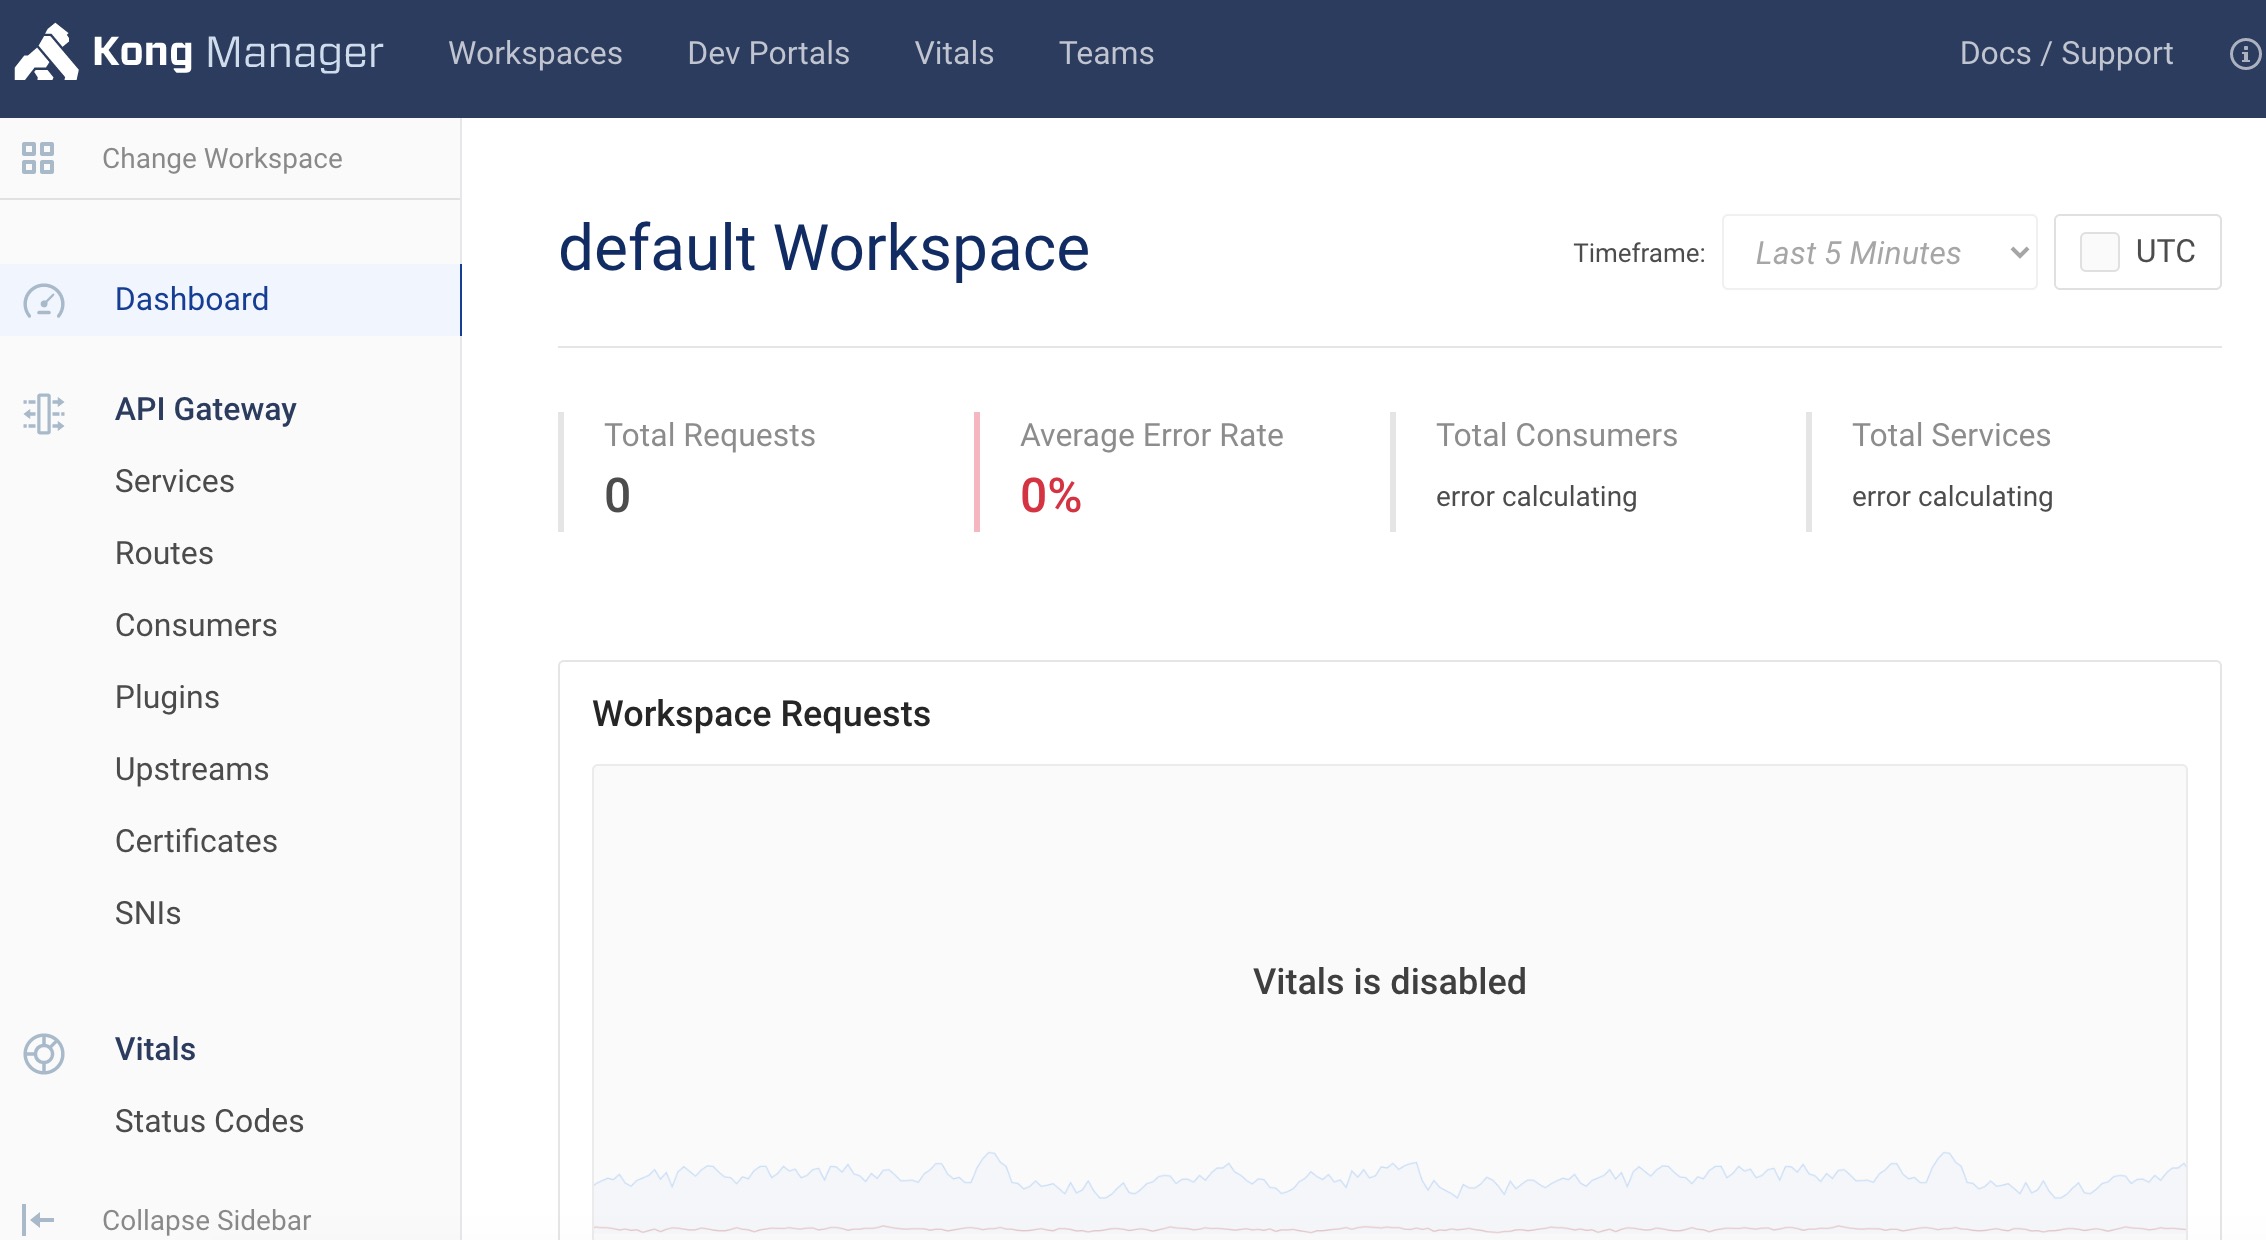 Kong Manager Workspaces Dev Portals Vitals Teams Docs / Support
Change Workspace
Dashboard
API Gateway
Services
Routes
Consumers
Plugins
Upstreams
Certificates
SNIs
Vitals
Status Codes
Collapse Sidebar
default Workspace
Timeframe: Last 5 Minutes UTC
Total Requests
0
Average Error Rate
0%
Total Consumers
error calculating
Total Services
error calculating
Workspace Requests
Vitals is disabled